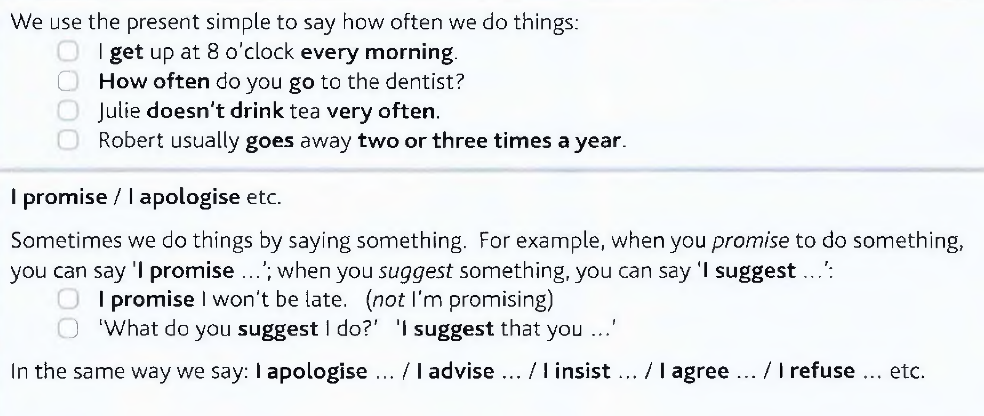 We use the present simple to say how often we do things:
I get up at 8 o'clock every morning.
How often do you go to the dentist?
Julie doesn't drink tea very often.
Robert usually goes away two or three times a year.
I promise / I apologise etc.
Sometimes we do things by saying something. For example, when you promise to do something,
you can say 'I promise ...'; when you suggest something, you can say 'I suggest ...':
I promise I won't be late. (not I'm promising)
'What do you suggest I do?' 'I suggest that you ...'
In the same way we say: I apologise ... / I advise ... / I insist ... / I agree ... / I refuse ... etc.